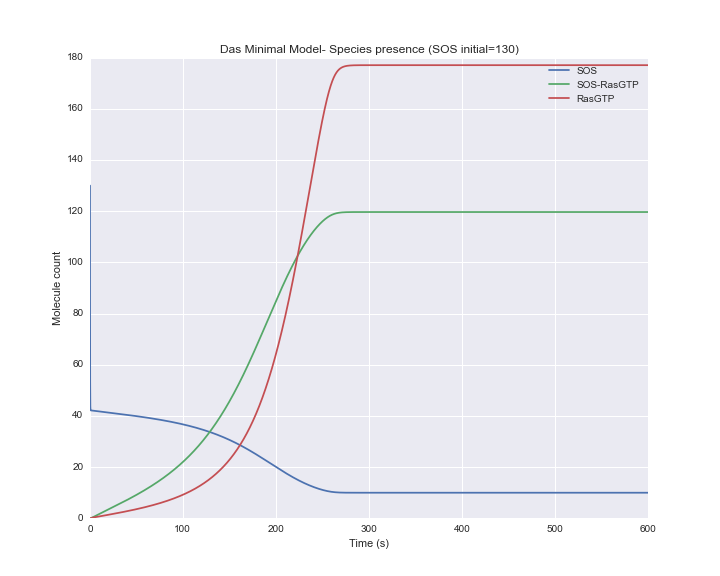 Das Minimal Model- Species presence (SOS initial=130)
180
160
140
120
100
80
60
40
20
0
Molecule count
SOS
SOS-RasGTP
RasGTP
0 100 200 300 400 500 600
Time (s)